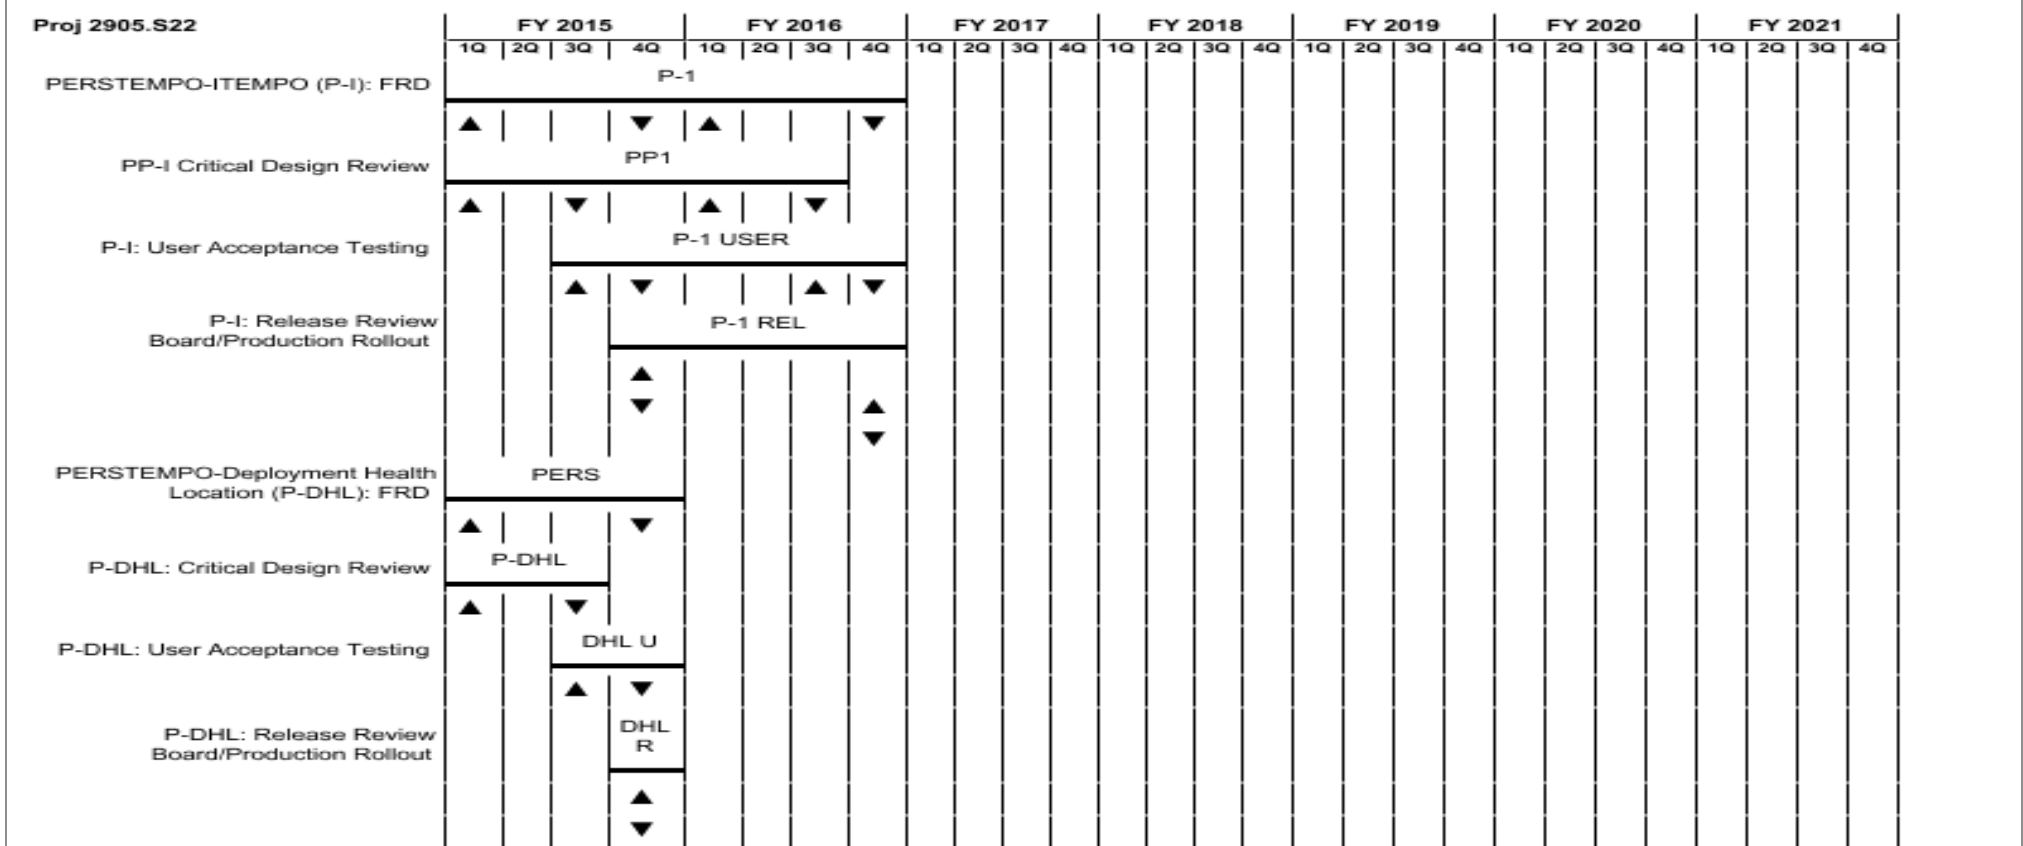 Proj 2905.S22 FY 2015 FY 2016 FY 2017 FY 2018 FY 2019 FY 2020 FY 2021
1Q 2Q 3Q 4Q 1Q 2Q 3Q 4Q 1Q 2Q 3Q 4Q 1Q 2Q 3Q 4Q 1Q 2Q 3Q 4Q 1Q 2Q 3Q 4Q 1Q 2Q 3Q 4Q
P-1
PERSTEMPO-ITEMPO (P-I): FRD
PP1
PP-I Critical Design Review
P-1 USER
P-I: User Acceptance Testing
P-I: Release Review
Board/Production Rollout
P-1 REL
PERSTEMPO-Deployment Health
Location (P-DHL): FRD
PERS
P-DHL
P-DHL: Critical Design Review
DHL U
P-DHL: User Acceptance Testing
DHL
R
P-DHL: Release Review
Board/Production Rollout